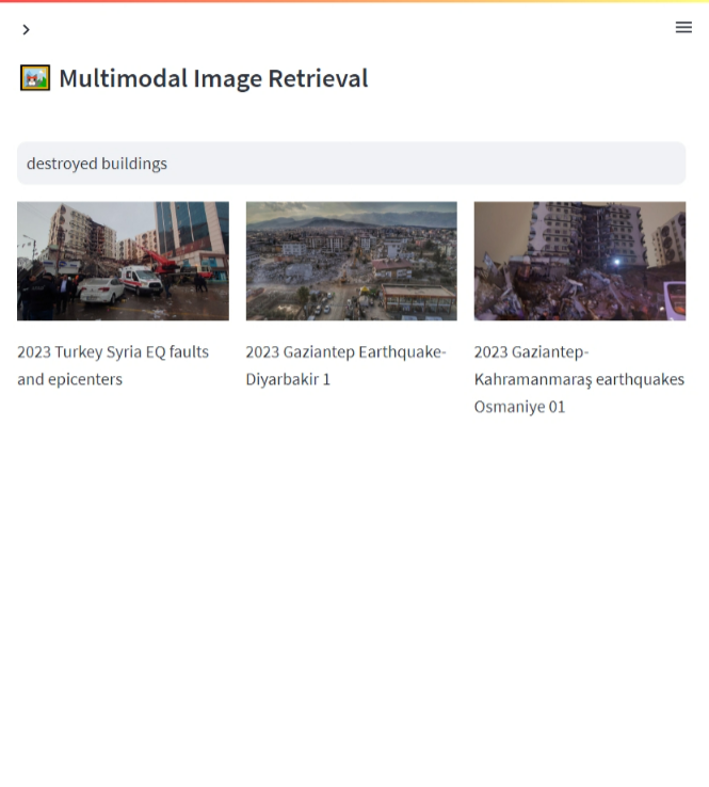 Multimodal Image Retrieval
destroyed buildings
2023 Turkey Syria EQ faults
and epicenters
2023 Gaziantep Earthquake-
Diyarbakir 1
2023 Gaziantep-
Kahramanmaraş earthquakes
Osmaniye 01